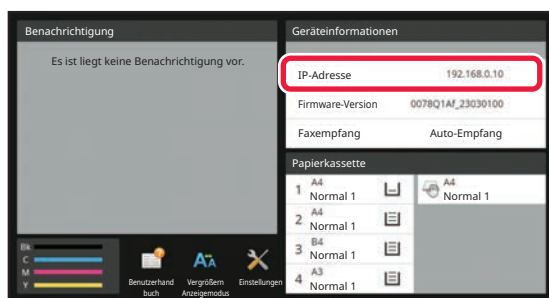 Benachrichtigung
Es ist liegt keine Benachrichtigung vor.
Geräteinformationen
IP-Adresse 192.168.0.10
Firmware-Version 0078Q1Af_23030100
Faxempfang Auto-Empfang
Papierkassette
1 A4
Normal 1
A4
Normal 1
2 A4
Normal 1
3 B4
Normal 1
4 A3
Normal 1
Bk
C
M
Y
Benutzerhand
buch
Vergrößern
Anzeigemodus
Einstellungen